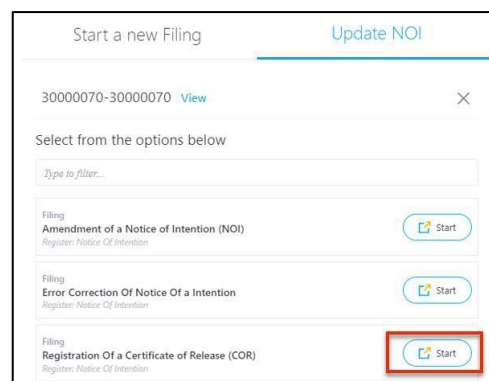 Start a new Filing
Update NOI
30000070-30000070 View
Select from the options below
Type to filter...
Filing
Amendment of a Notice of Intention (NOI)
Register: Notice Of Intention
Start
Filing
Error Correction Of Notice Of a Intention
Register: Notice Of Intention
Start
Filing
Registration Of a Certificate of Release (COR)
Register: Notice Of Intention
Start